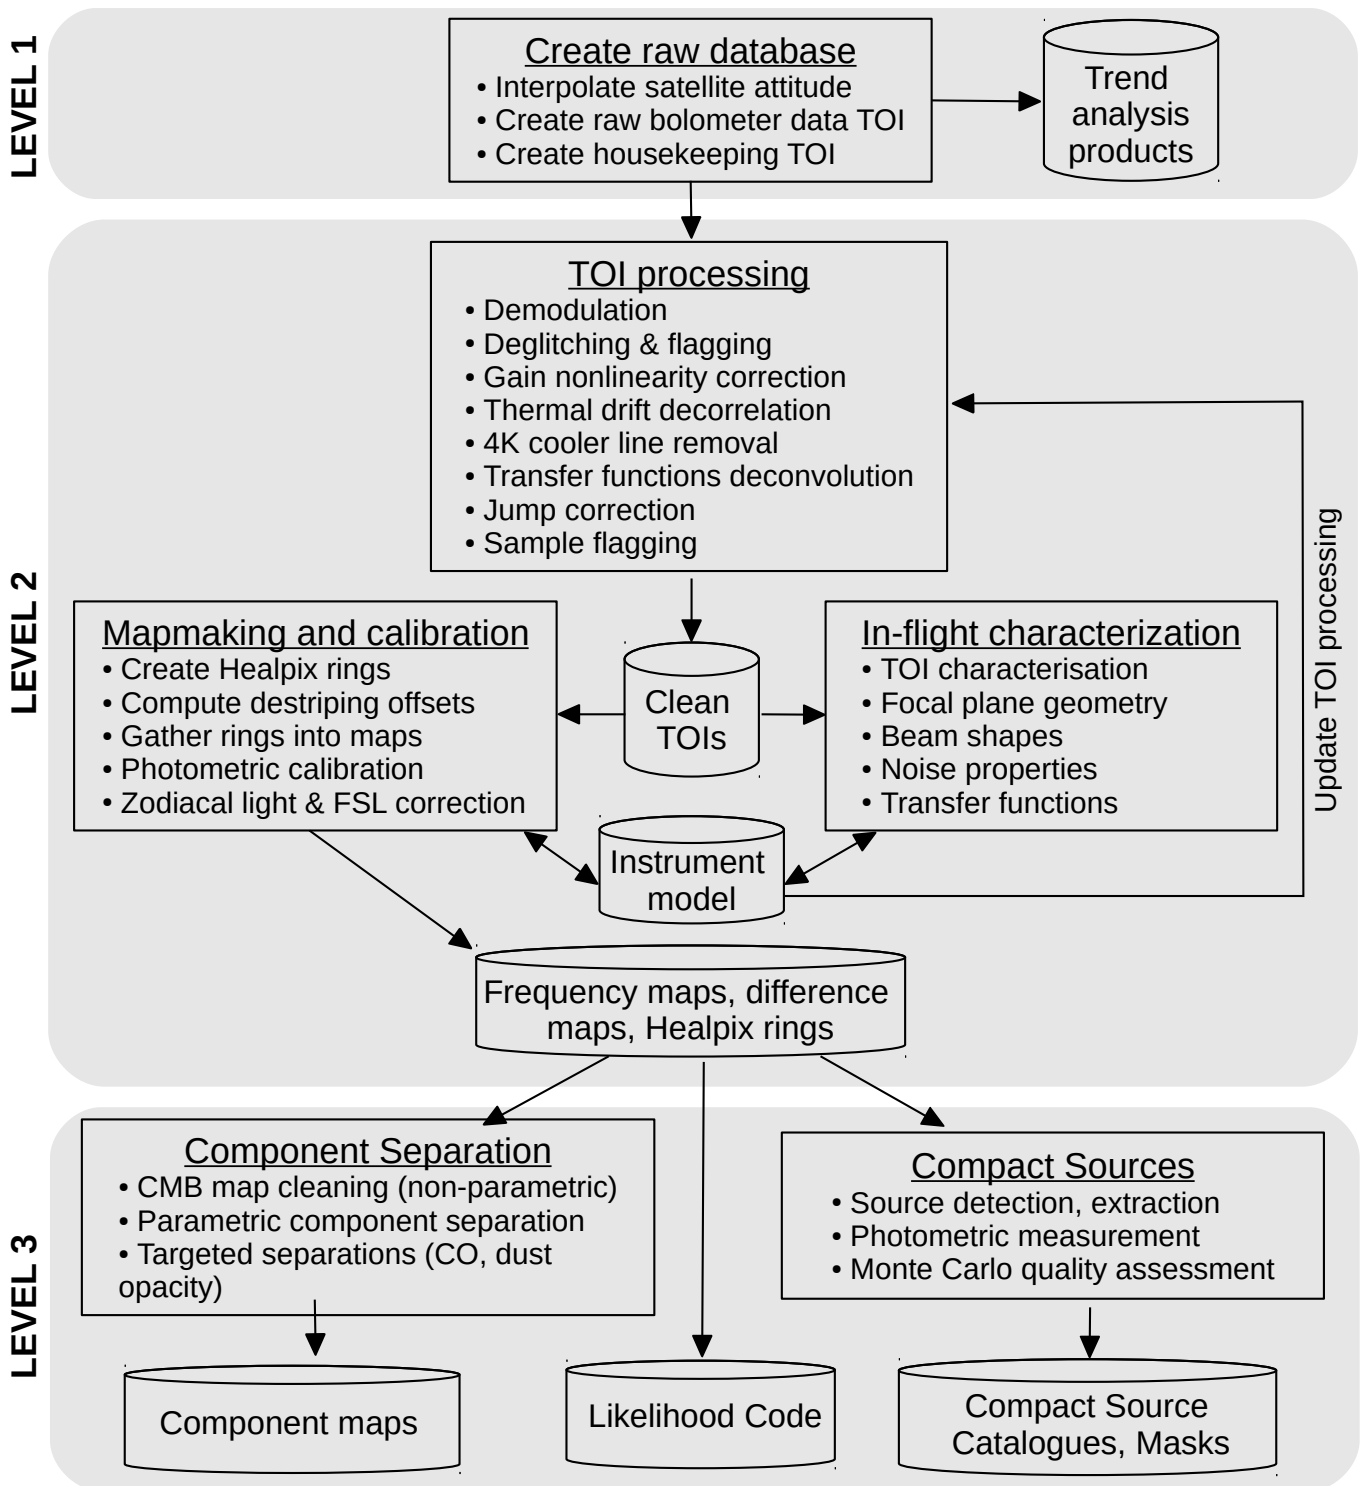 LEVEL 1
Create raw database
• Interpolate satellite attitude
• Create raw bolometer data TOI
• Create housekeeping TOI
Trend
analysis
products
LEVEL 2
TOI processing
• Demodulation
• Deglitching & flagging
• Gain nonlinearity correction
• Thermal drift decorrelation
• 4K cooler line removal
• Transfer functions deconvolution
• Jump correction
• Sample flagging
Update TOI processing
Mapmaking and calibration
• Create Healpix rings
• Compute destriping offsets
• Gather rings into maps
• Photometric calibration
• Zodiacal light & FSL correction
Clean
TOIs
In-flight characterization
• TOI characterisation
• Focal plane geometry
• Beam shapes
• Noise properties
• Transfer functions
Instrument
model
Frequency maps, difference
maps, Healpix rings
LEVEL 3
Component Separation
• CMB map cleaning (non-parametric)
• Parametric component separation
• Targeted separations (CO, dust
opacity)
Compact Sources
• Source detection, extraction
• Photometric measurement
• Monte Carlo quality assessment
Component maps
Likelihood Code
Compact Source
Catalogues, Masks